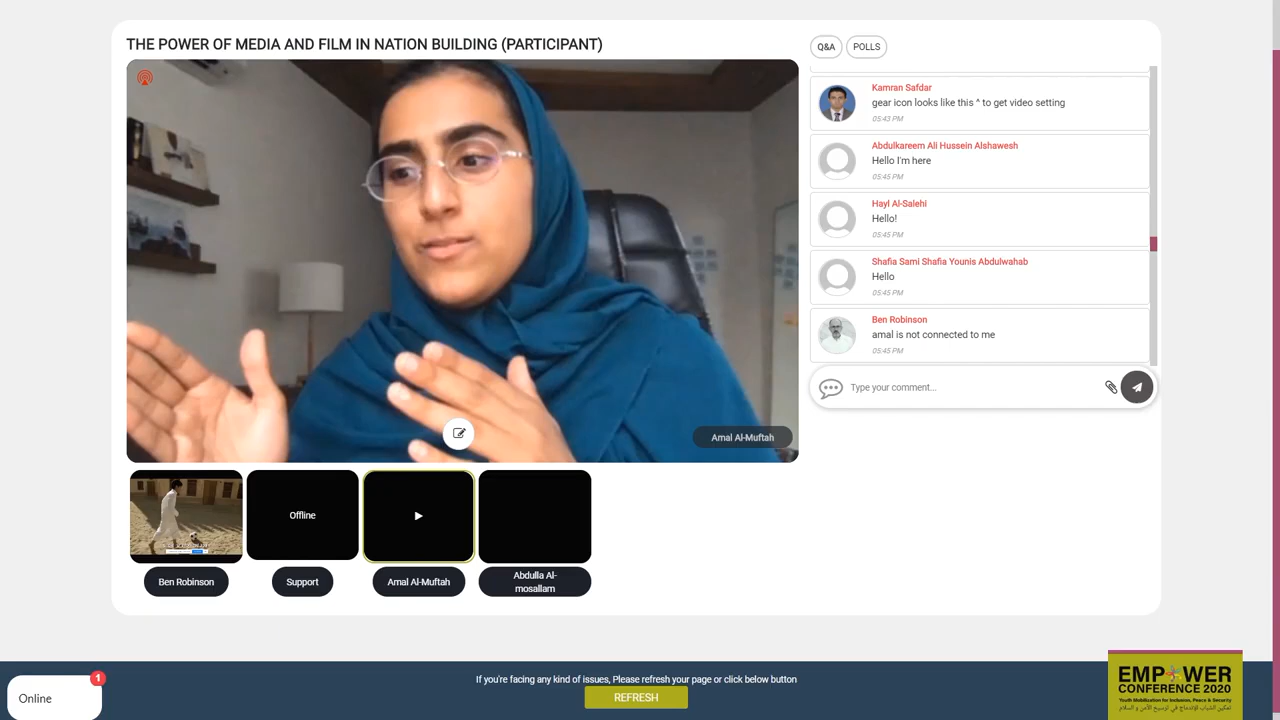 THE POWER OF MEDIA AND FILM IN NATION BUILDING (PARTICIPANT)
Q&A
POLLS
Kamran Safdar
gear icon looks like this ^ to get video setting
05:43 PM
Abdulkareem Ali Hussein Alshawesh
Hello I'm here
05:45 PM
Hayl Al-Salehi
Hello!
05:45 PM
Shafia Sami Shafia Younis Abdulwahab
Hello
05:45 PM
Ben Robinson
amal is not connected to me
05:45 PM
Type your comment...
Amal Al-Muftah
Offline
Ben Robinson
Support
Amal Al-Muftah
Abdulla Al-
mosallam
If you're facing any kind of issues, Please refresh your page or click below button
REFRESH
Online
1
EMPOWER
CONFERENCE 2020
Youth Mobilization for Inclusion, Peace & Security